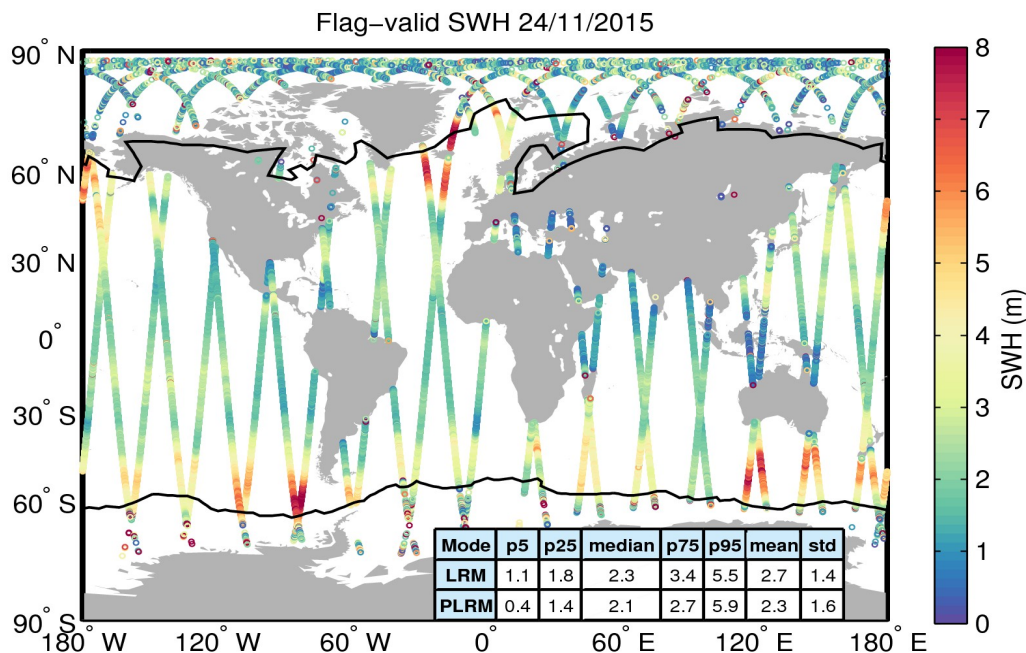 Flag-valid SWH 24/11/2015
90° N
60° N
30° N
0°
30° S
60° S
90° S
180° W
120° W
60° W
0°
60° E
120° E
180° E
Mode p5 p25 median p75 p95 mean std
LRM 1.1 1.8 2.3 3.4 5.5 2.7 1.4
PLRM 0.4 1.4 2.1 2.7 5.9 2.3 1.6
8
7
6
5
4
3
2
1
0
SWH (m)